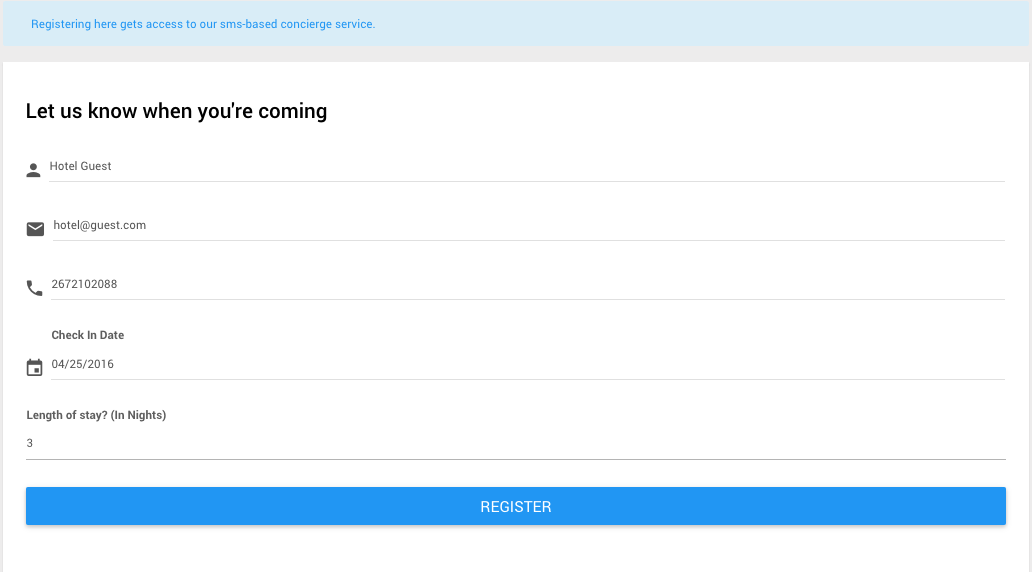 Registering here gets access to our sms-based concierge service.
Let us know when you're coming
Hotel Guest
hotel@guest.com
2672102088
Check In Date
04/25/2016
Length of stay? (In Nights)
3
REGISTER